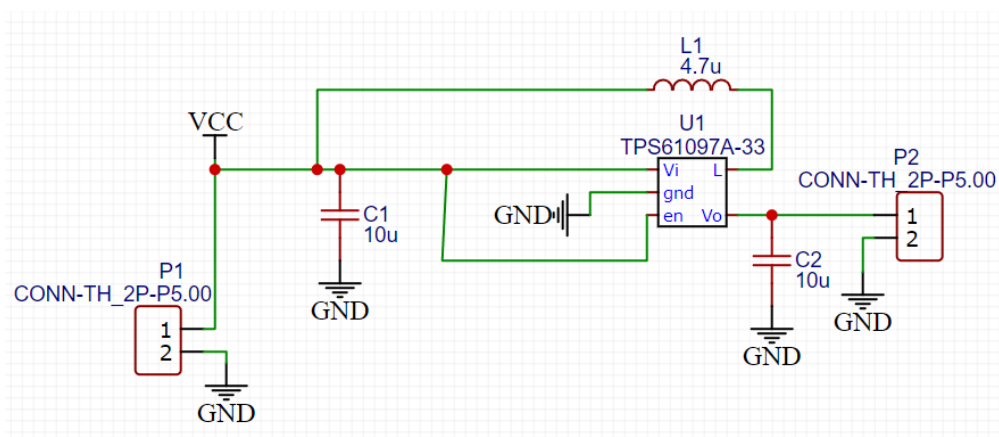 L1
4.7u
VCC
U1
TPS61097A-33
Vi L
gnd
en Vo
GND
P2
CONN-TH_2P-P5.00
1
2
C1
10u
GND
C2
10u
GND
GND
P1
CONN-TH_2P-P5.00
1
2
GND